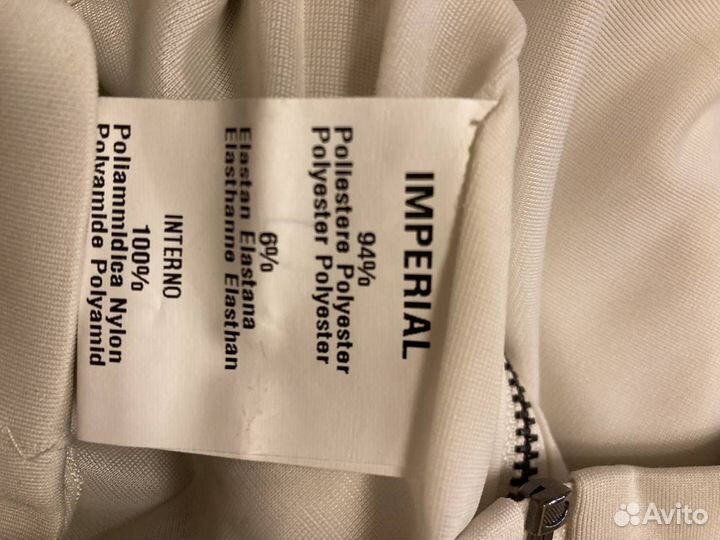 IMPERIAL
94%
Poliestere Polyester
Polyester Polyester
6%
Elastan Elastana
Elasthanne Elasthan
INTERNO
100%
Poliammidica Nylon
Polyamide Polyamid
Avito